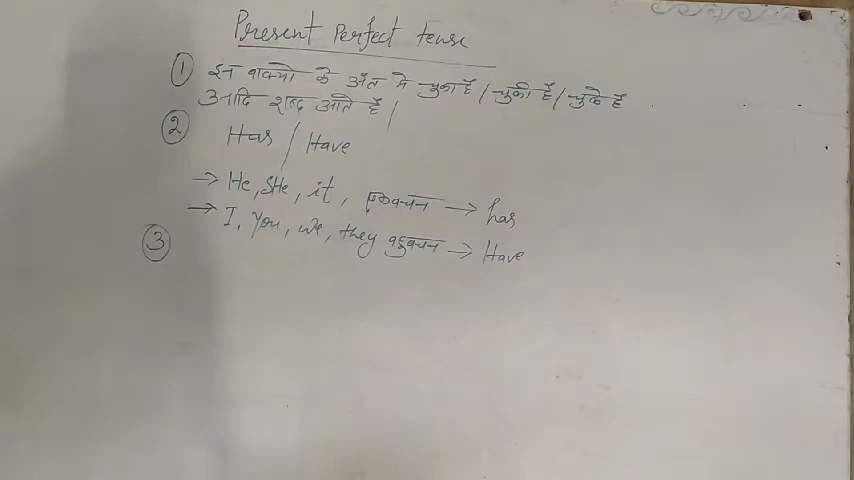 Present Perfect tense
① इन वाक्यो के अंत मे चुका है / चुकी है / चुके है
आदि शब्द आते है |
② Has / Have
→ He, SHe, it, एकवचन → has
→ I, You, we, they बहुवचन → Have
③